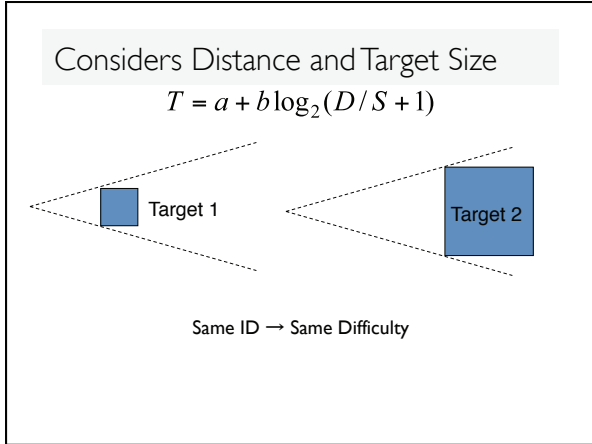 Considers Distance and Target Size
T = a + b log₂(D/S + 1)
Target 1
Target 2
Same ID → Same Difficulty